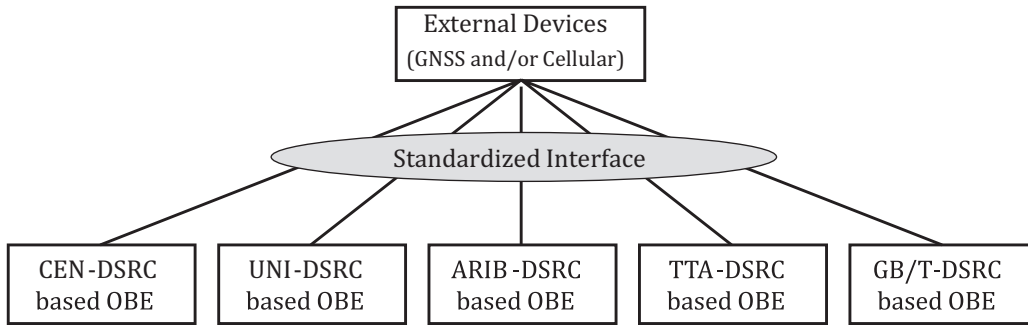 External Devices
(GNSS and/or Cellular)
Standardized Interface
CEN-DSRC
based OBE
UNI-DSRC
based OBE
ARIB-DSRC
based OBE
TTA-DSRC
based OBE
GB/T-DSRC
based OBE